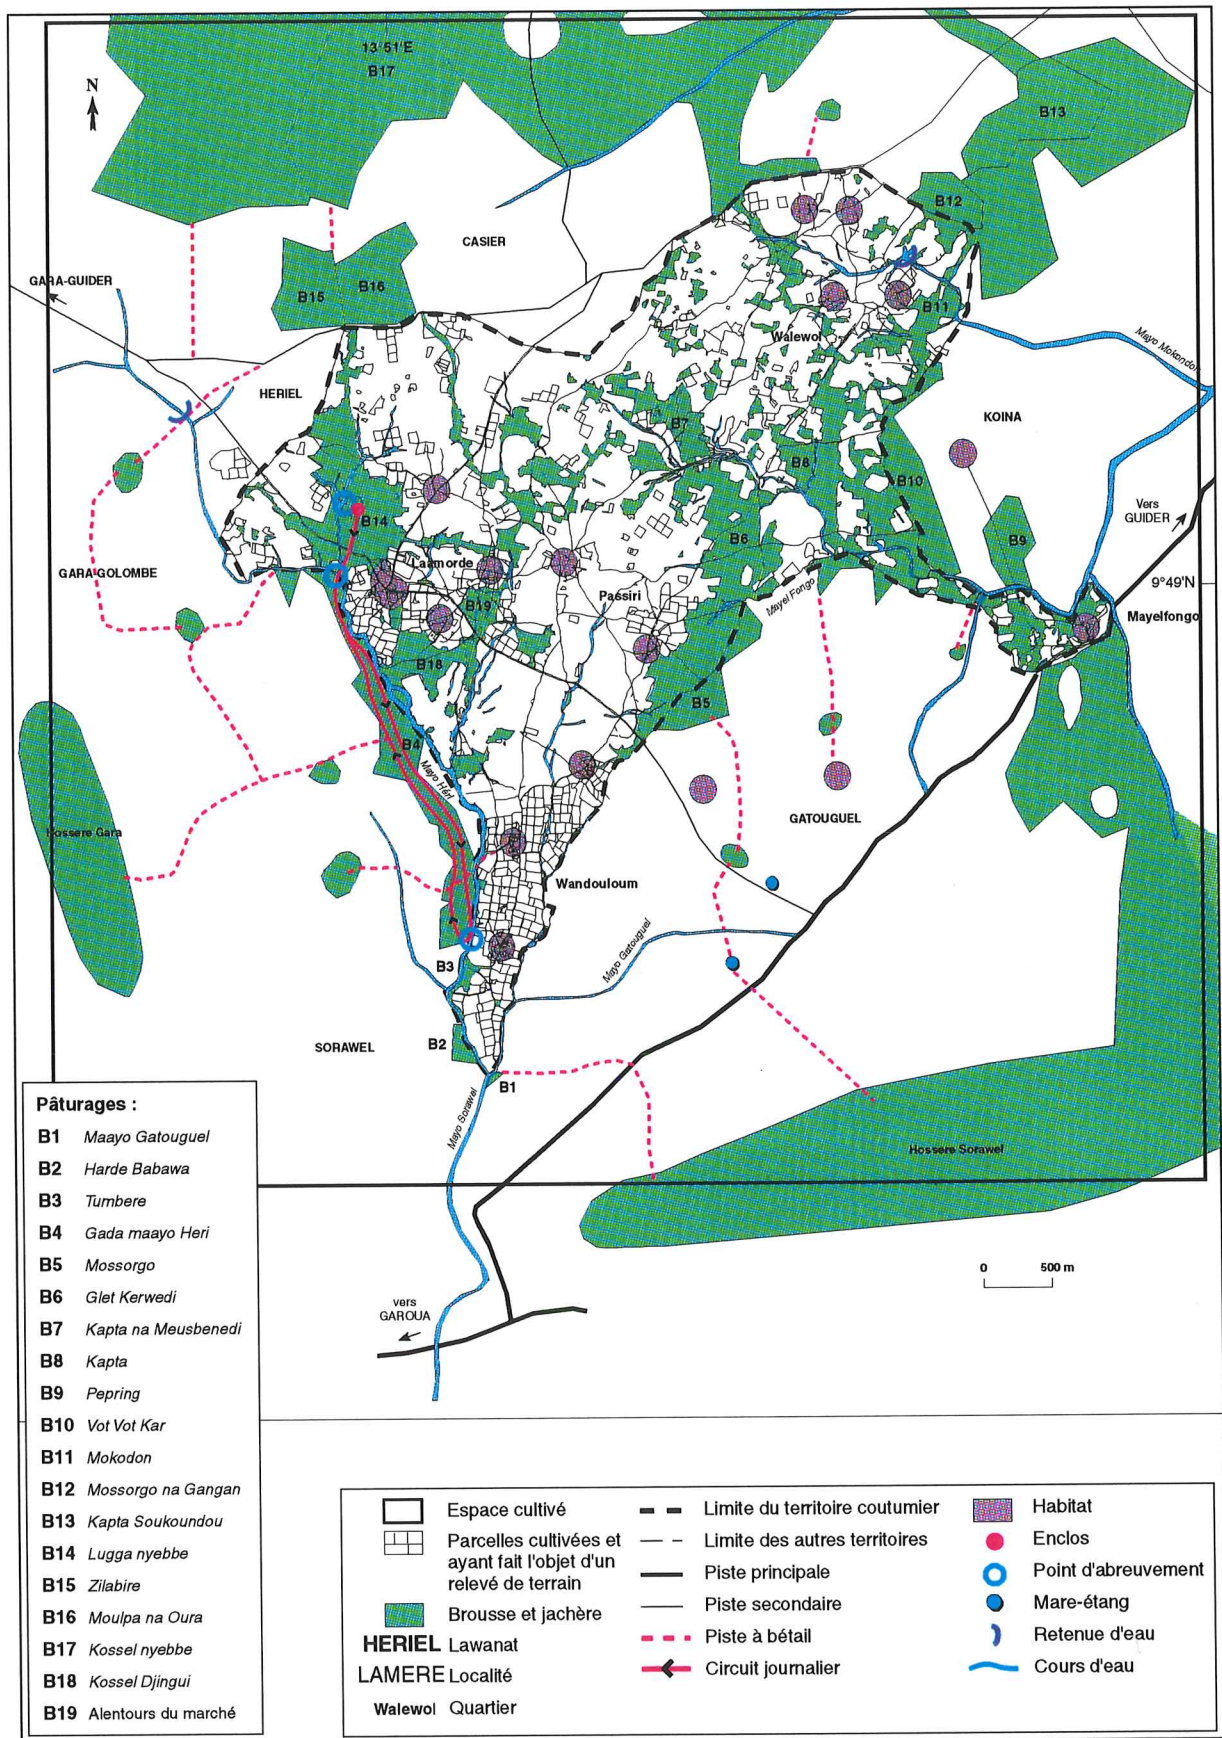 13°51'E
B17
N
B13
B12
CASIER
GARA-GUIDER
B15
B16
B11
Walewol
Mayo Mokondon
HERIEL
KOINA
B7
B8
B10
Vers
GUIDER
B14
B9
Laamorde
GARA-GOLOMBE
B6
9°49'N
Passiri
Mayel Fongo
B19
Mayelfongo
B18
B5
B4
Mayo Héri
GATOUGUEL
Hossere Gara
Wandouloum
Mayo Gatouguel
B3
SORAWEL
B2
B1
Mayo Sorawel
Hossere Sorawel
0 500 m
vers
GAROUA
Pâturages :
B1 Maayo Gatouguel
B2 Harde Babawa
B3 Tumbere
B4 Gada maayo Heri
B5 Mossorgo
B6 Glet Kerwedi
B7 Kapta na Meusbenedi
B8 Kapta
B9 Pepring
B10 Vot Vot Kar
B11 Mokodon
B12 Mossorgo na Gangan
B13 Kapta Soukoundou
B14 Lugga nyebbe
B15 Zilabire
B16 Moulpa na Oura
B17 Kossel nyebbe
B18 Kossel Djingui
B19 Alentours du marché
Espace cultivé
Parcelles cultivées et
ayant fait l'objet d'un
relevé de terrain
Brousse et jachère
HERIEL Lawanat
LAMERE Localité
Walewol Quartier
Limite du territoire coutumier
Limite des autres territoires
Piste principale
Piste secondaire
Piste à bétail
Circuit journalier
Habitat
Enclos
Point d'abreuvement
Mare-étang
Retenue d'eau
Cours d'eau